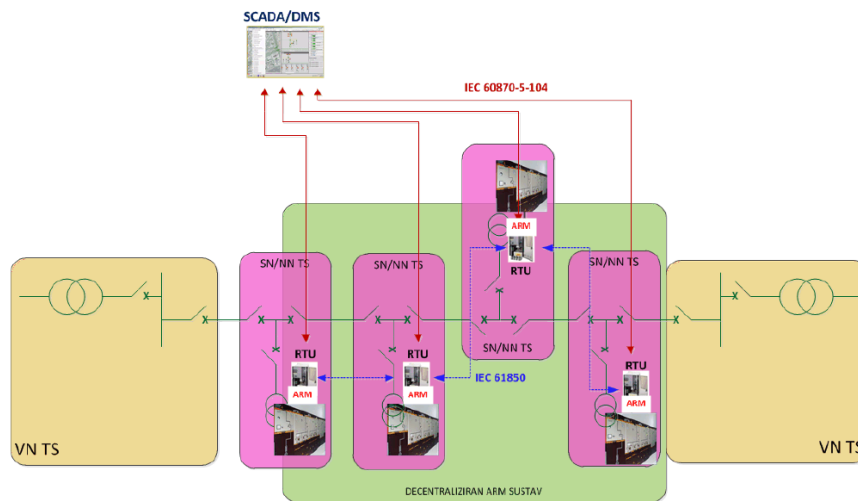 SCADA/DMS
IEC 60870-5-104
ARM
RTU
SN/NN TS
SN/NN TS
SN/NN TS
SN/NN TS
RTU
ARM
RTU
ARM
IEC 61850
RTU
ARM
VN TS
VN TS
DECENTRALIZIRAN ARM SUSTAV